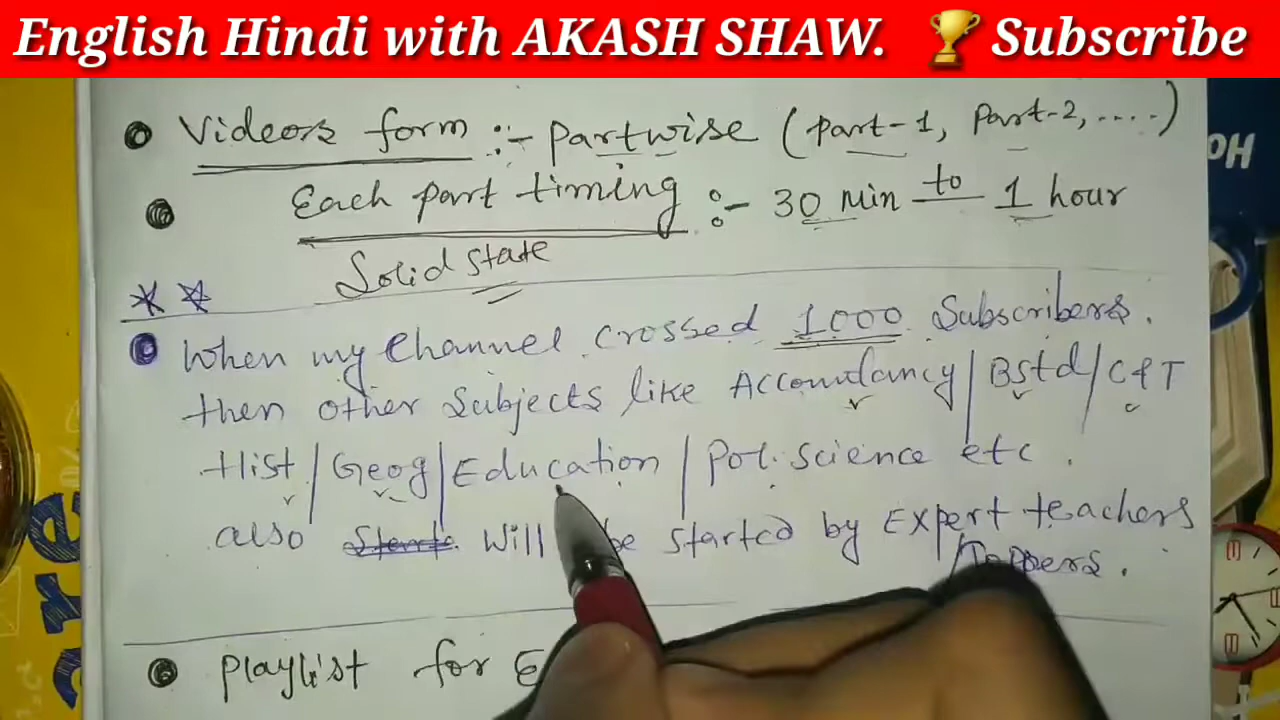 English Hindi with AKASH SHAW. 🏆 Subscribe
Videos form :- partwise (part-1, Part-2, ....)
Each part timing :- 30 min to 1 hour
Solid state
When my Channel crossed 1000 Subscribers.
then other Subjects like Accountancy/BStd/C&T
Hist/Geog/Education/Pol. Science etc.
also will be started by Expert teachers
/Toppers.
Playlist for E
OH